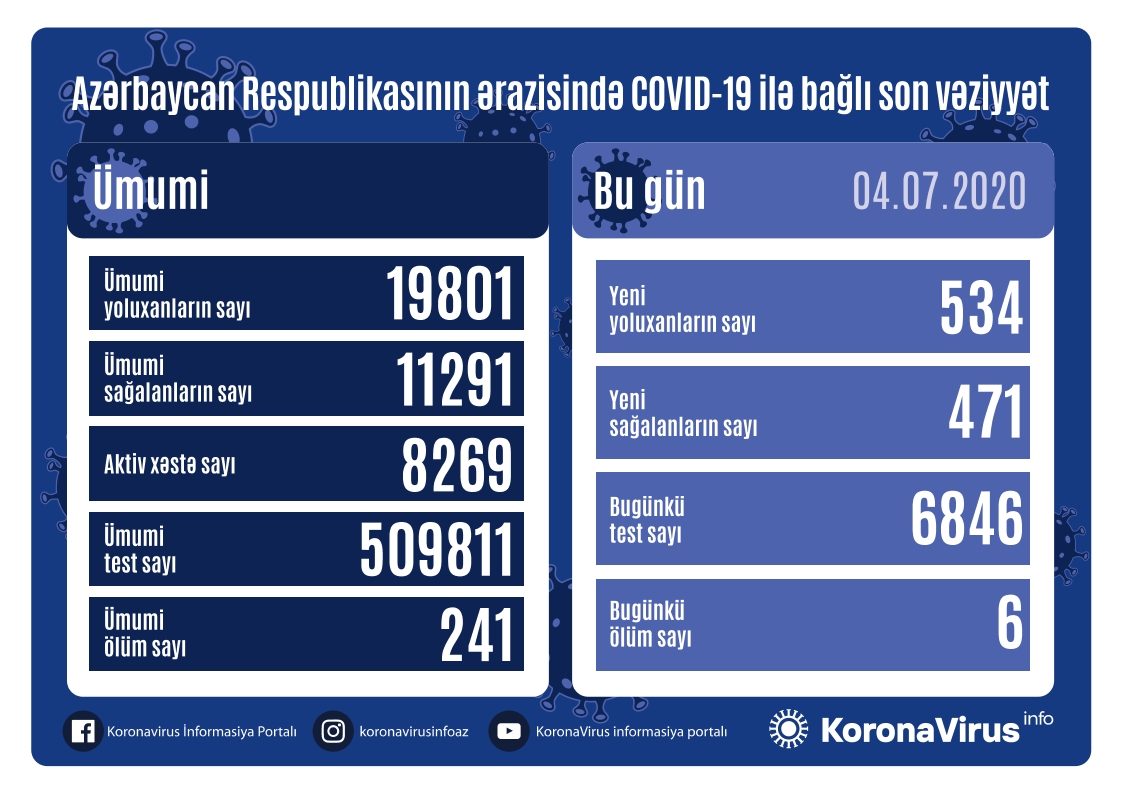 Azərbaycan Respublikasının ərazisində COVID-19 ilə bağlı son vəziyyət
Ümumi
Ümumi
yoluxanların sayı
19801
Ümumi
sağalanların sayı
11291
Aktiv xəstə sayı
8269
Ümumi
test sayı
509811
Ümumi
ölüm sayı
241
Bu gün
04.07.2020
Yeni
yoluxanların sayı
534
Yeni
sağalanların sayı
471
Bugünkü
test sayı
6846
Bugünkü
ölüm sayı
6
Koronavirus İnformasiya Portalı
koronavirusinfoaz
KoronaVirus informasiya portalı
KoronaVirus info